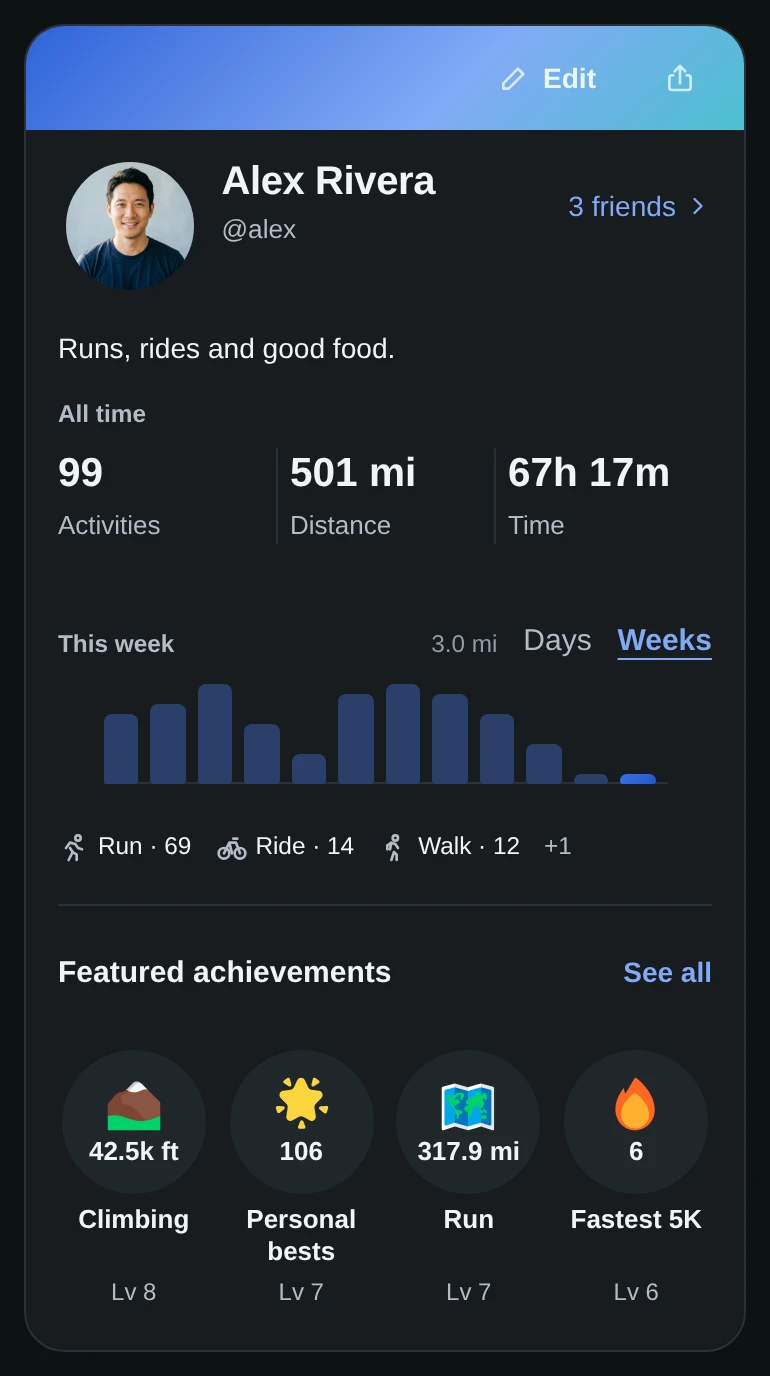 Edit
Alex Rivera
@alex
3 friends
Runs, rides and good food.
All time
99
501 mi
67h 17m
Activities
Distance
Time
This week
3.0 mi
Days
Weeks
Run · 69
Ride · 14
Walk · 12
+1
Featured achievements
See all
42.5k ft
106
317.9 mi
6
Climbing
Personal
bests
Run
Fastest 5K
Lv 8
Lv 7
Lv 7
Lv 6